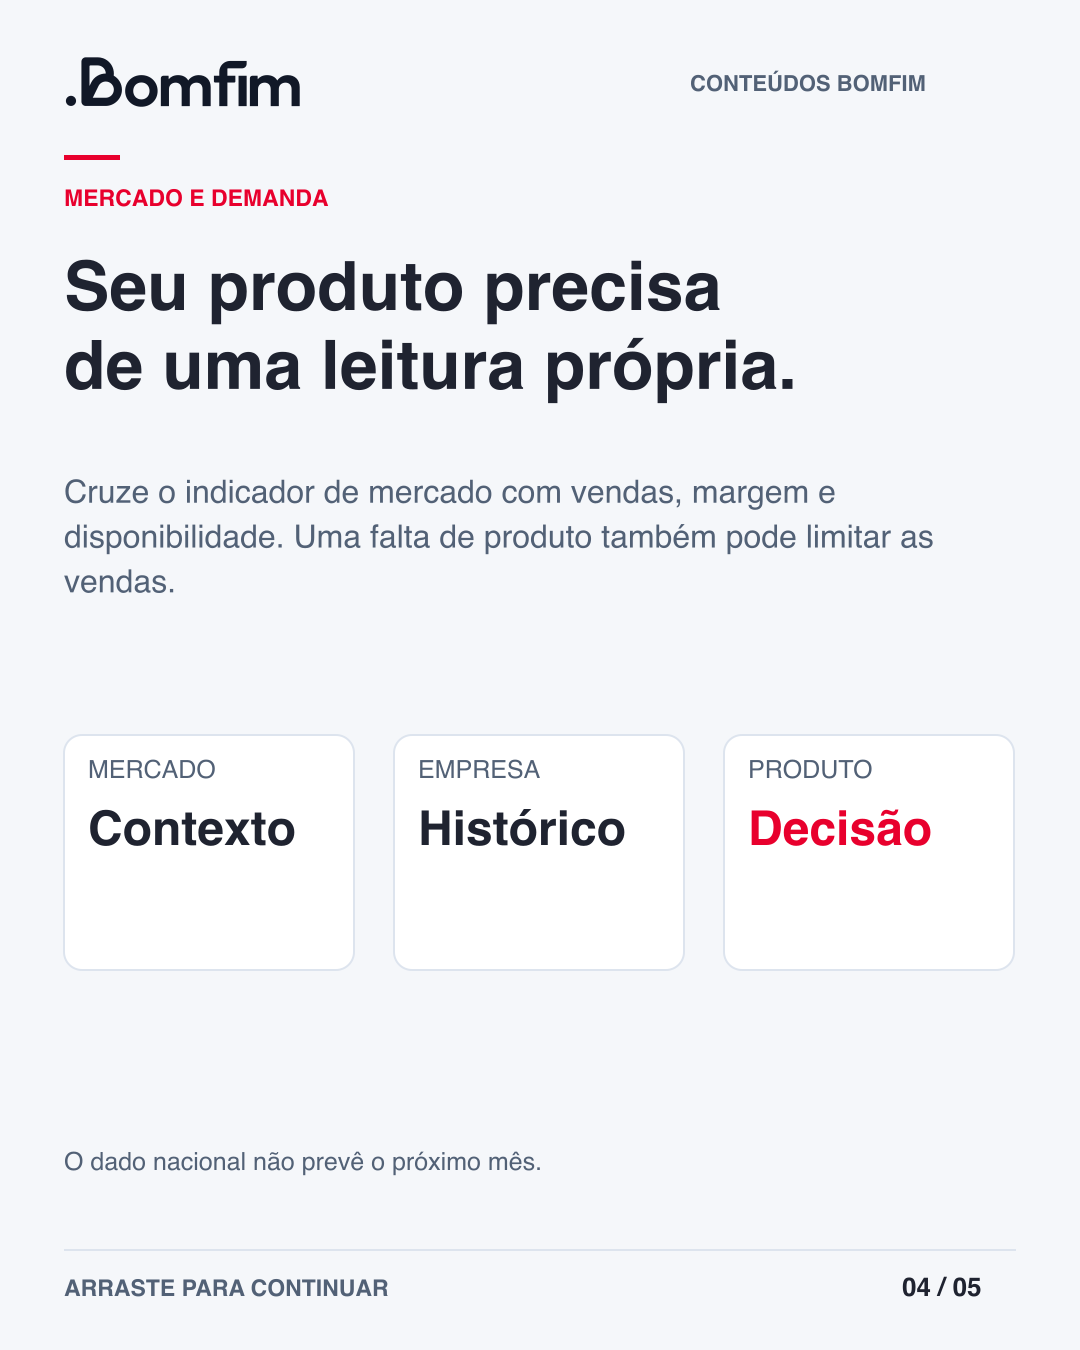 .Bomfim
CONTEÚDOS BOMFIM
MERCADO E DEMANDA
Seu produto precisa
de uma leitura própria.
Cruze o indicador de mercado com vendas, margem e
disponibilidade. Uma falta de produto também pode limitar as
vendas.
MERCADO
Contexto
EMPRESA
Histórico
PRODUTO
Decisão
O dado nacional não prevê o próximo mês.
ARRASTE PARA CONTINUAR
04 / 05